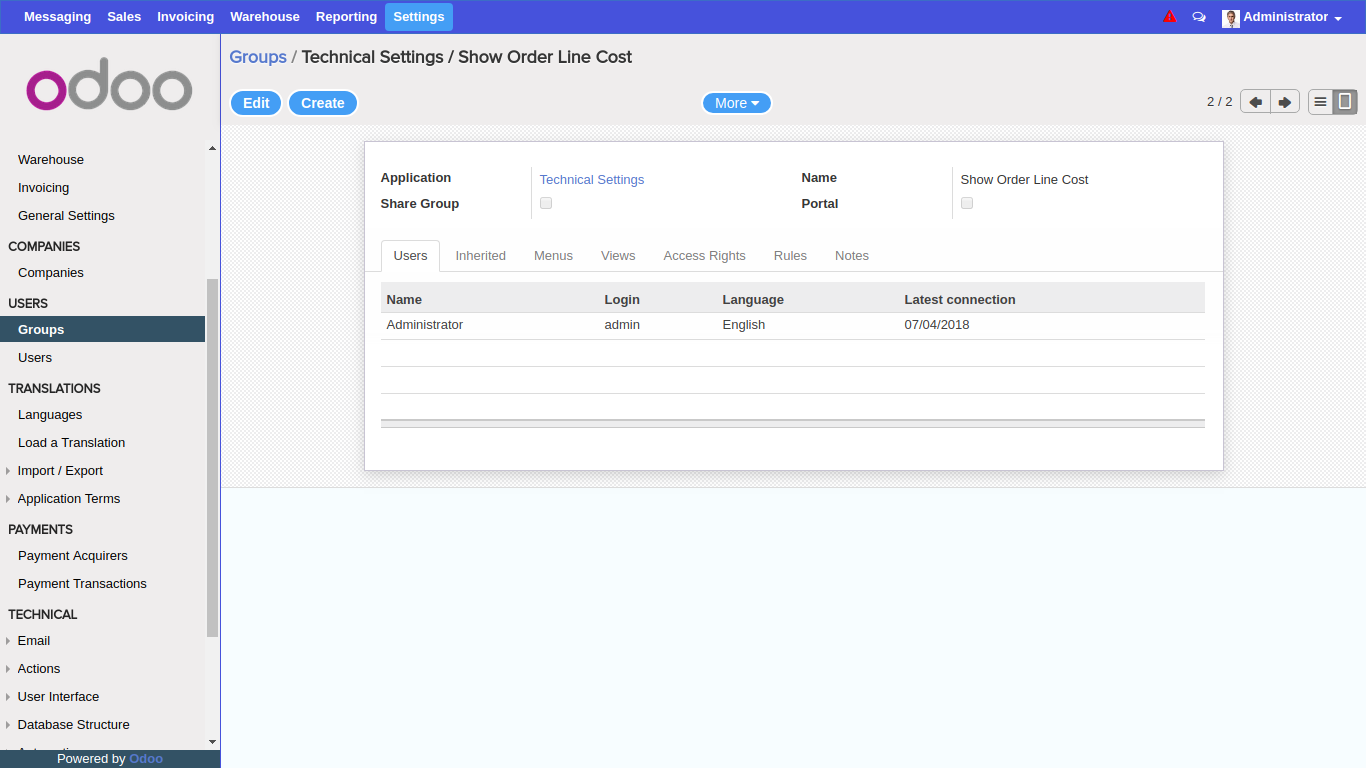 Messaging Sales Invoicing Warehouse Reporting Settings Administrator
odoo
Warehouse
Invoicing
General Settings
COMPANIES
Companies
USERS
Groups
Users
TRANSLATIONS
Languages
Load a Translation
Import / Export
Application Terms
PAYMENTS
Payment Acquirers
Payment Transactions
TECHNICAL
Email
Actions
User Interface
Database Structure
Powered by Odoo
Groups / Technical Settings / Show Order Line Cost
Edit Create More 2 / 2
Application Technical Settings Name Show Order Line Cost
Share Group Portal
Users Inherited Menus Views Access Rights Rules Notes
Name Login Language Latest connection
Administrator admin English 07/04/2018